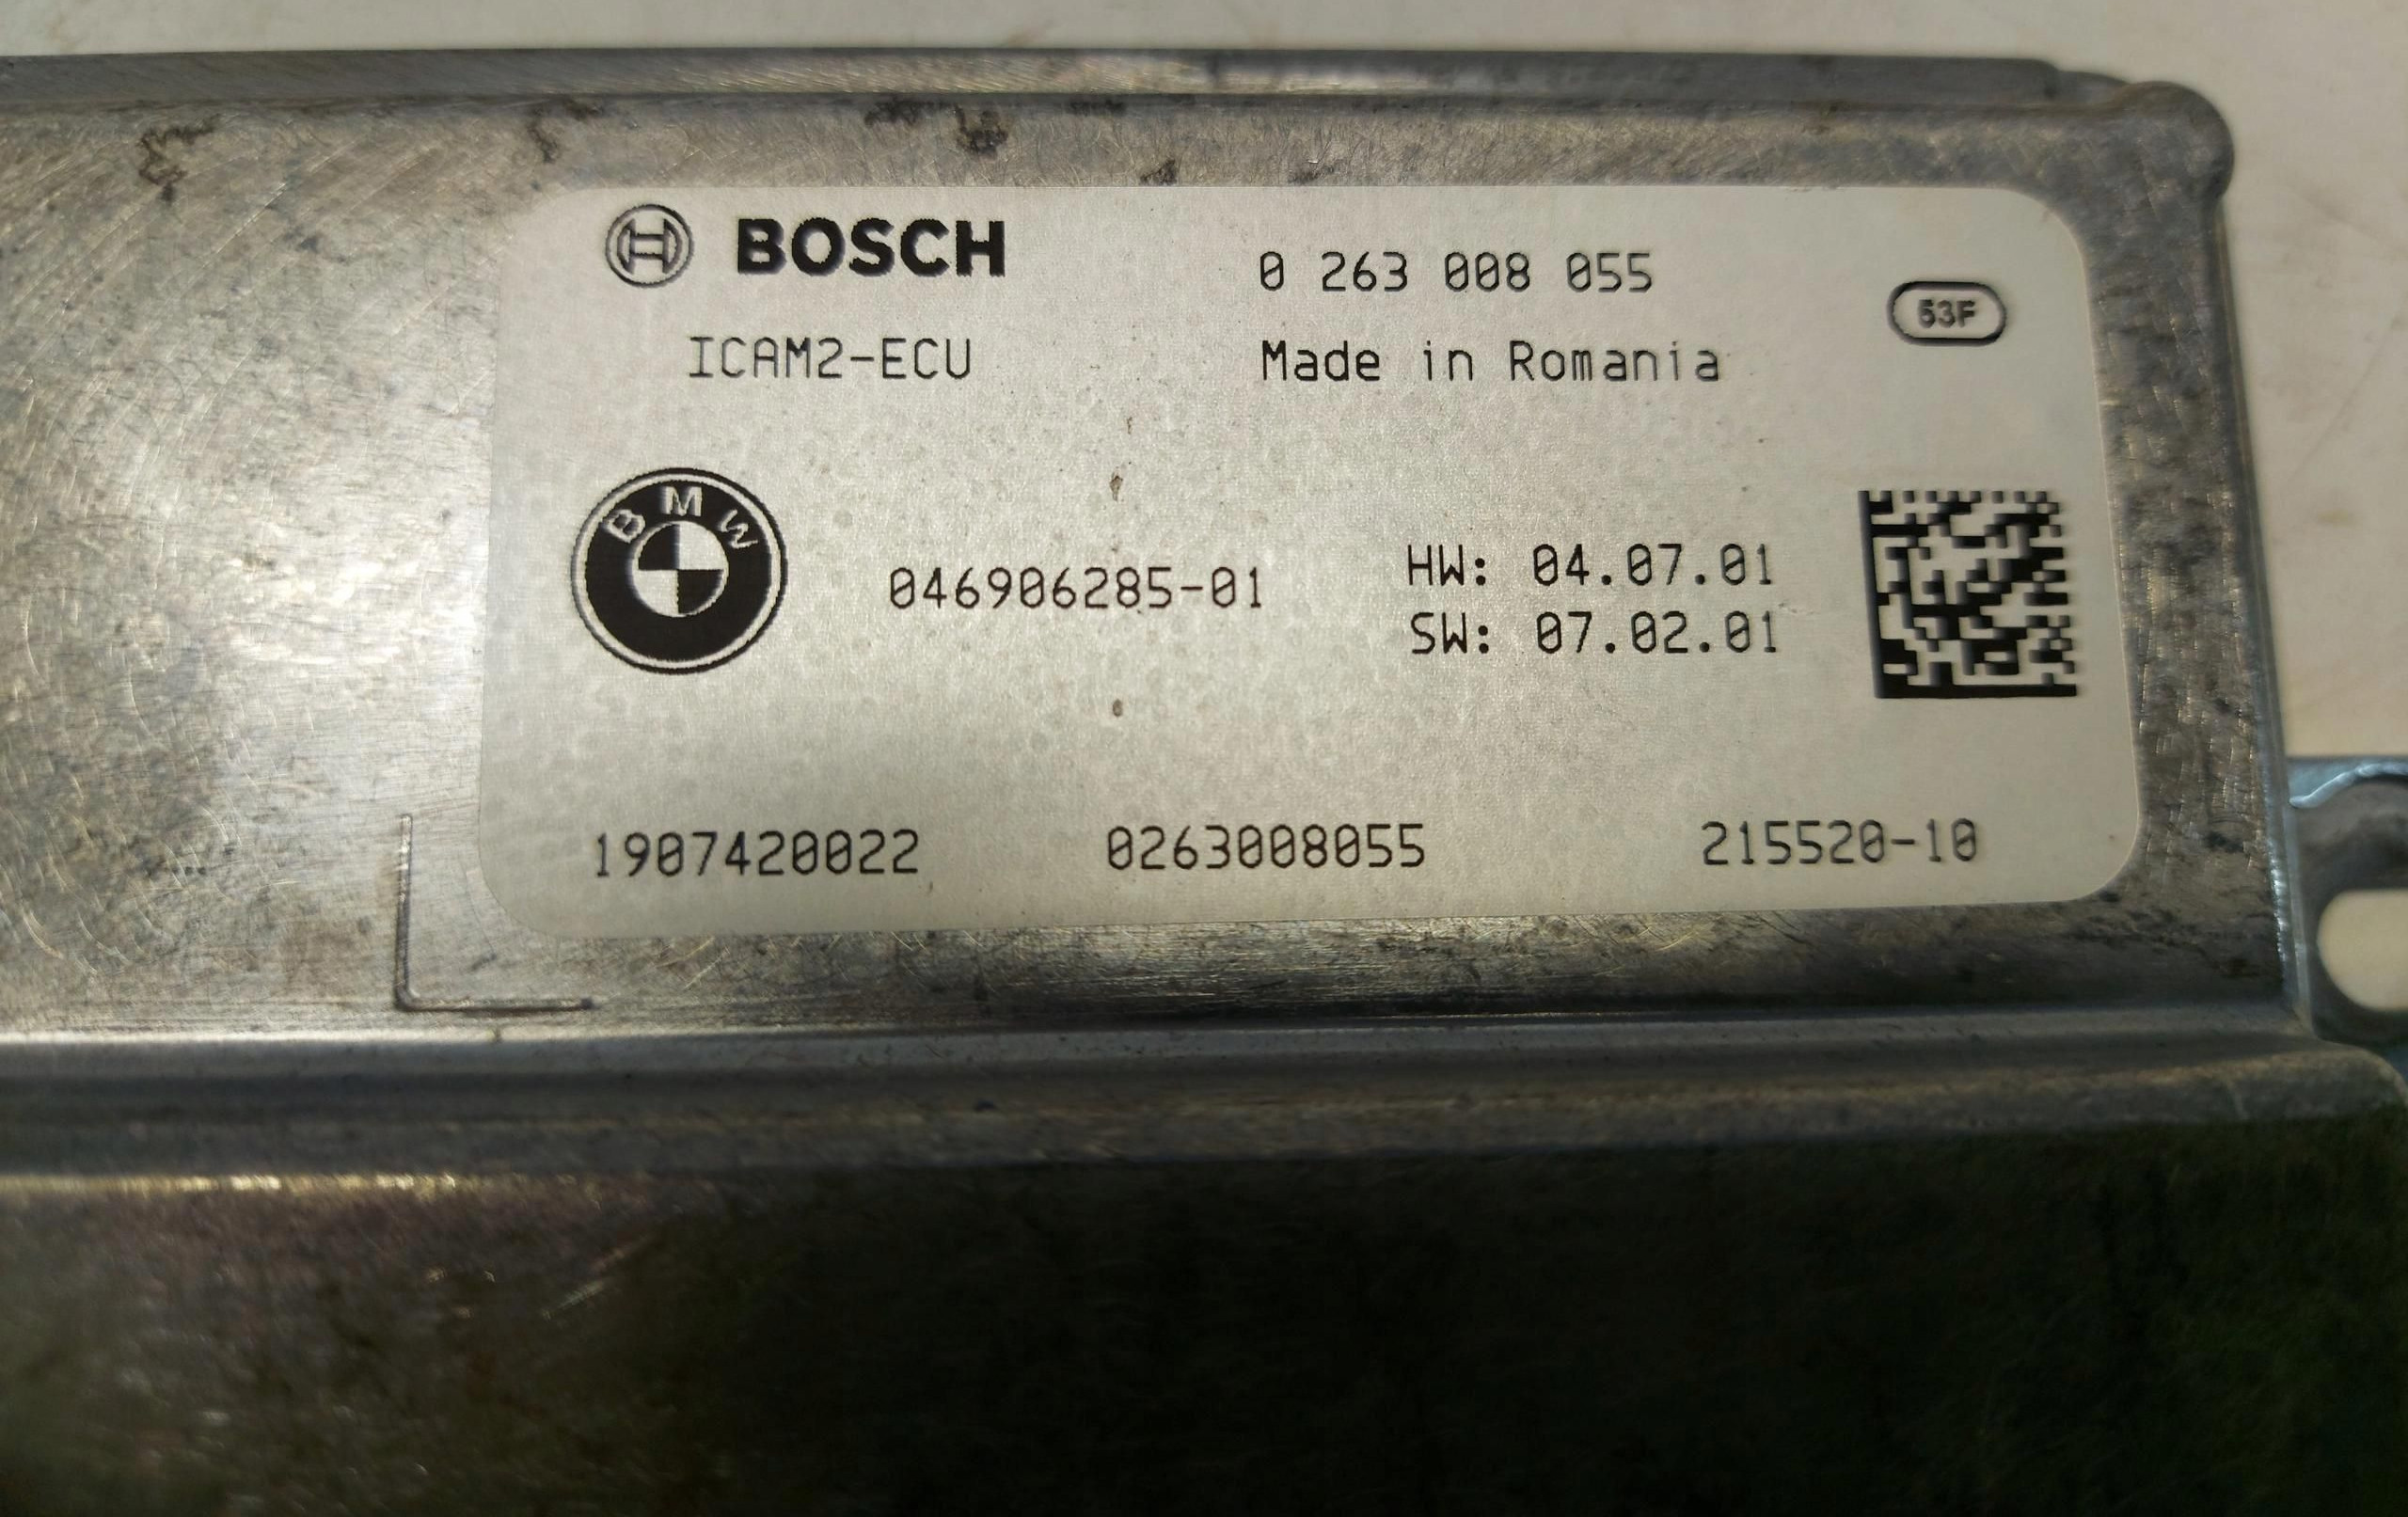 BOSCH
0 263 008 055
53F
ICAM2-ECU
Made in Romania
BMW
046906285-01
HW: 04.07.01
SW: 07.02.01
1907420022 0263008055 215520-10